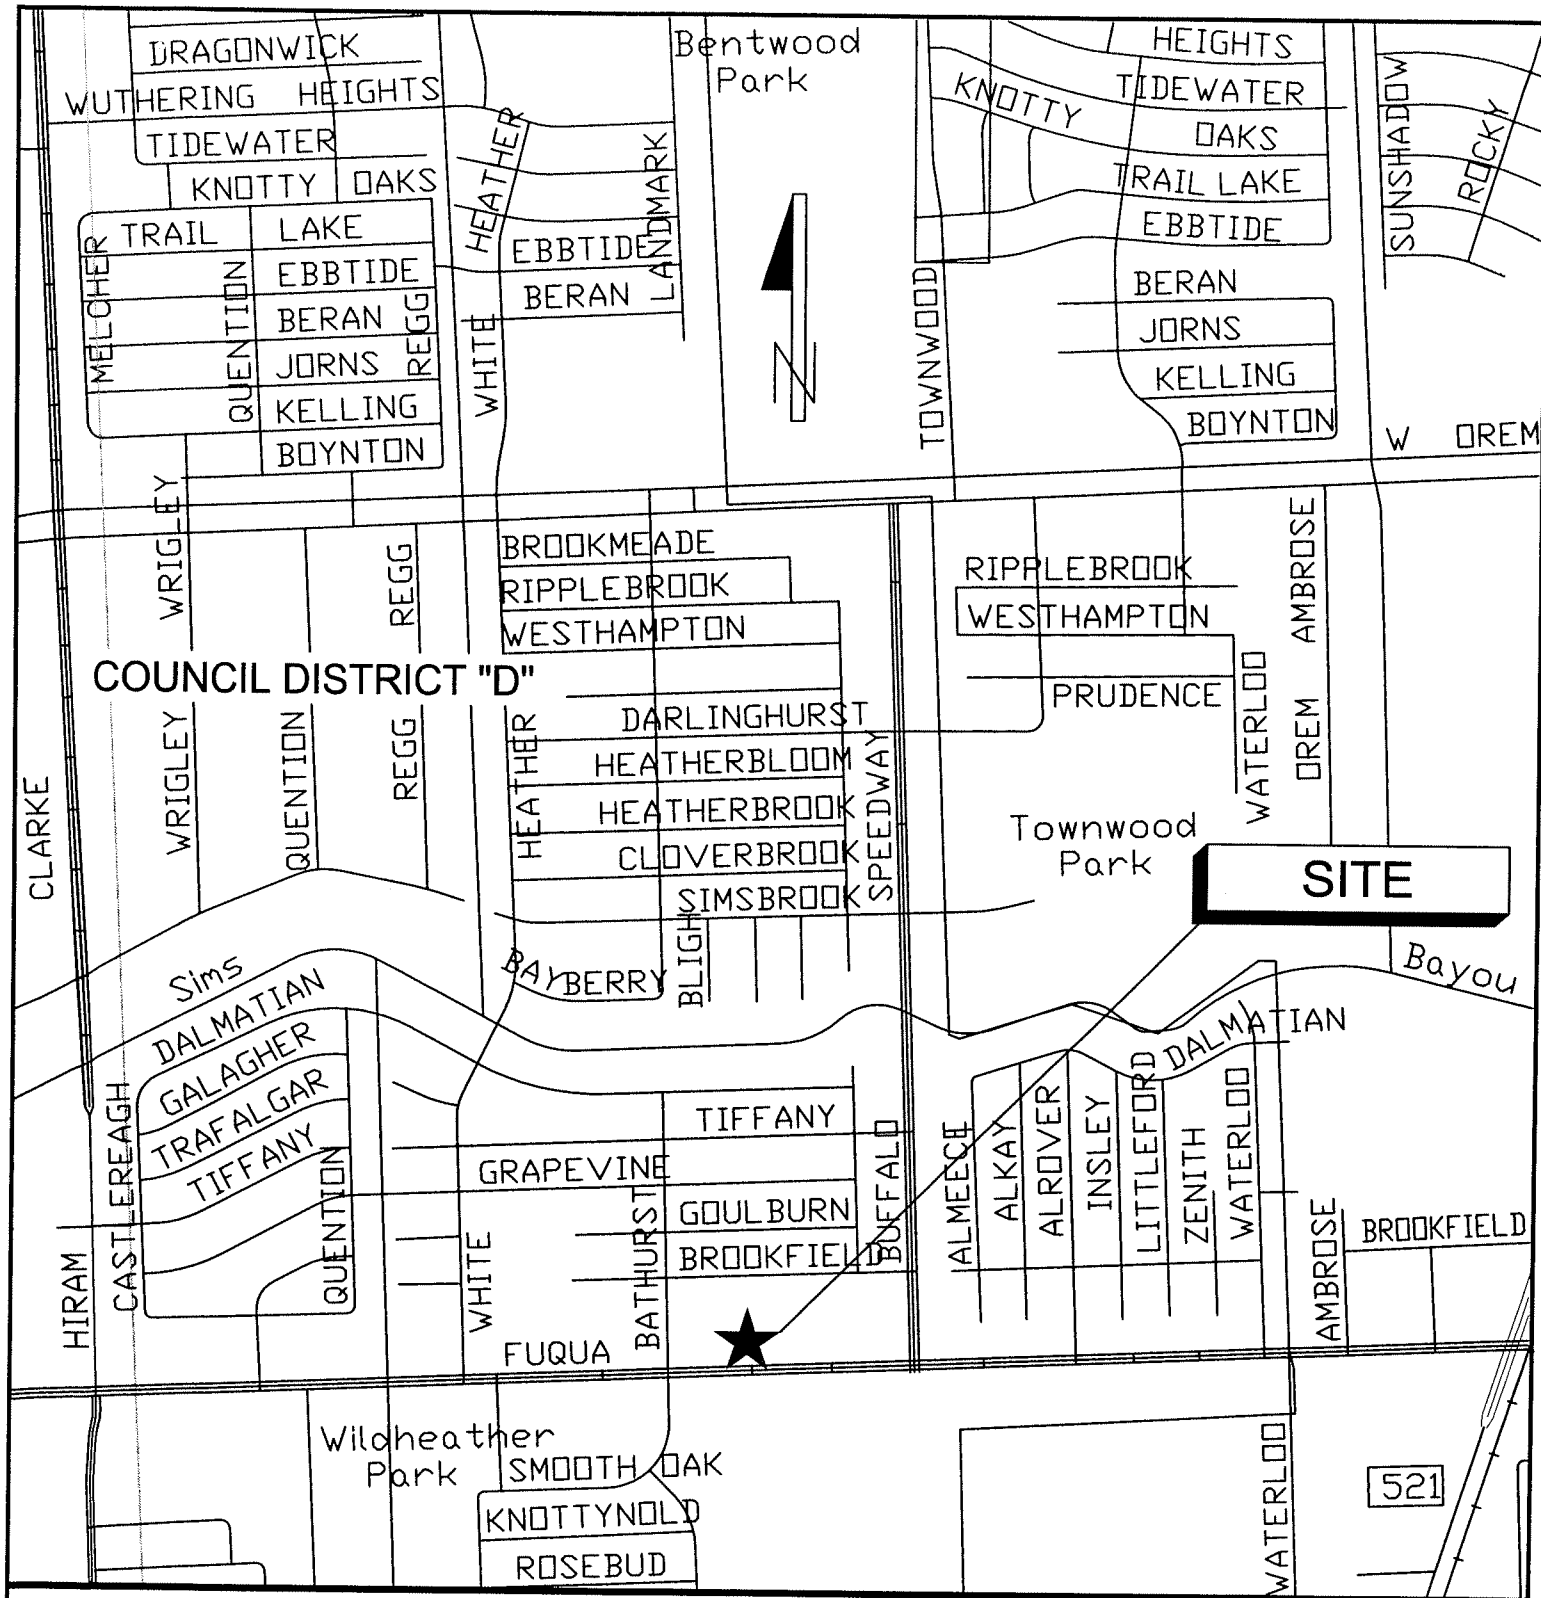 DRAGONWICK
Bentwood
Park
HEIGHTS
WUTHERING HEIGHTS
KNOTTY
TIDEWATER
SUNSHADOW
ROCKY
TIDEWATER
HEATHER
OAKS
KNOTTY OAKS
LANDMARK
TRAIL LAKE
TRAIL LAKE
EBBTIDE
MELCHER
QUENTION
EBBTIDE
REGG
EBBTIDE
BERAN
BERAN
BERAN
JORNS
JORNS
WHITE
N
TOWNWOOD
KELLING
KELLING
BOYNTON
BOYNTON
W OREM
WRIGLEY
REGG
BROOKMEADE
RIPPLEBROOK
WESTHAMPTON
RIPPLEBROOK
WESTHAMPTON
AMBROSE
COUNCIL DISTRICT "D"
PRUDENCE
WATERLOO
OREM
WRIGLEY
QUENTION
REGG
HEATHER
DARLINGHURST
HEATHERBLOOM
HEATHERBROOK
CLOVERBROOK
SIMSBROOK
SPEEDWAY
Townwood
Park
SITE
CLARKE
BLIGH
BAYBERRY
Sims
Bayou
DALMATIAN
DALMATIAN
GALAGHER
TRAFALGAR
TIFFANY
CASTLEREAGH
QUENTION
TIFFANY
GRAPEVINE
GOULBURN
BROOKFIELD
BATHURST
BUFFALO
ALMEECE
ALKAY
ALROVER
INSLEY
LITTLEFORD
ZENITH
WATERLOO
AMBROSE
BROOKFIELD
HIRAM
WHITE
FUQUA
Wildheather
Park
SMOOTH OAK
KNOTTYNOLD
ROSEBUD
WATERLOO
521